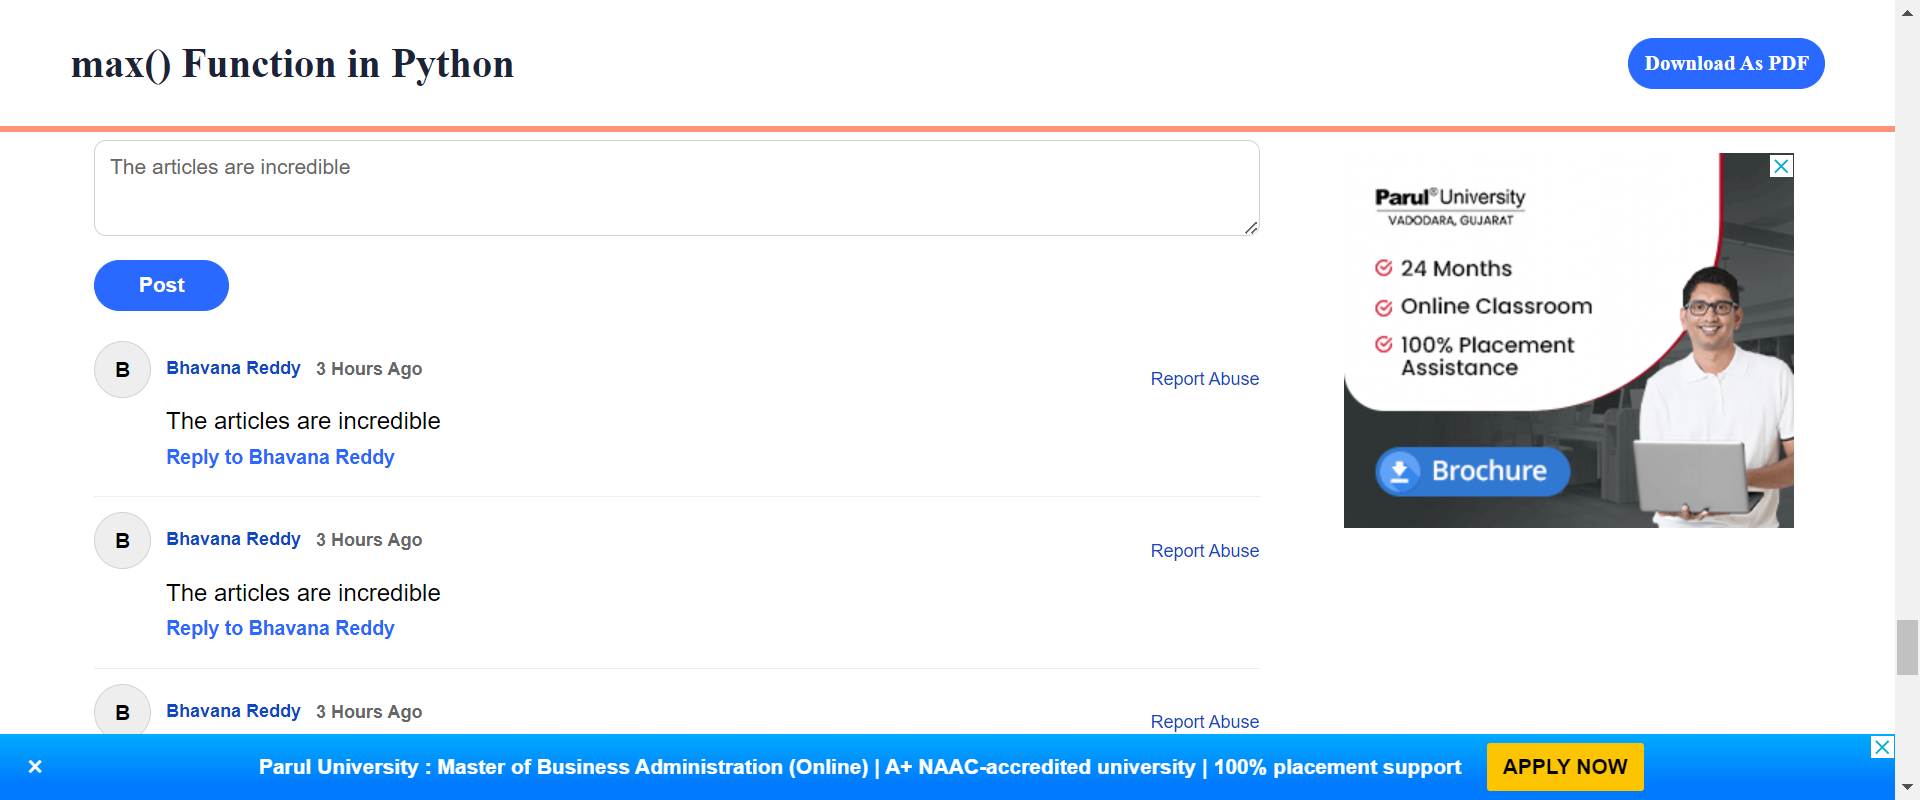 max() Function in Python
Download As PDF
The articles are incredible
Post
B
Bhavana Reddy 3 Hours Ago
Report Abuse
The articles are incredible
Reply to Bhavana Reddy
B
Bhavana Reddy 3 Hours Ago
Report Abuse
The articles are incredible
Reply to Bhavana Reddy
B
Bhavana Reddy 3 Hours Ago
Report Abuse
Parul® University
VADODARA, GUJARAT
24 Months
Online Classroom
100% Placement
Assistance
Brochure
Parul University : Master of Business Administration (Online) | A+ NAAC-accredited university | 100% placement support
APPLY NOW